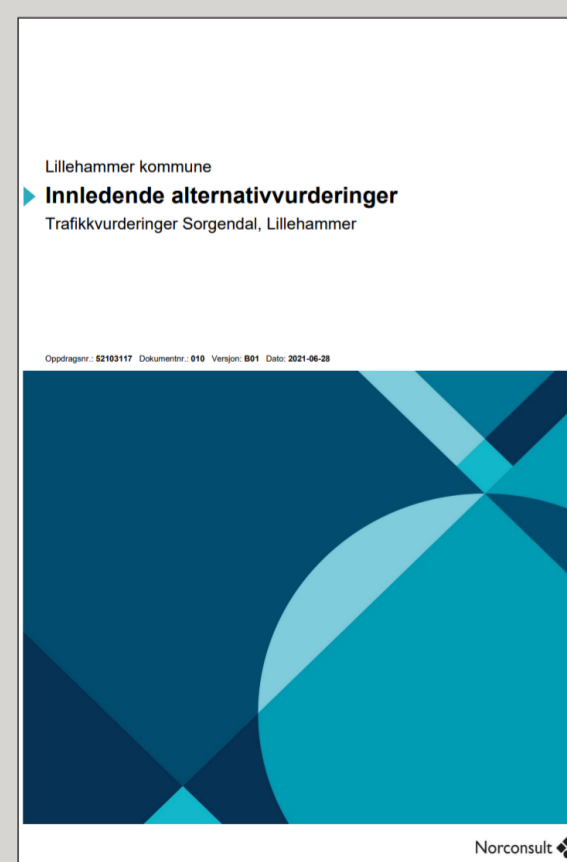 Lillehammer kommune
Innledende alternativvurderinger
Trafikkvurderinger Sorgendal, Lillehammer
Oppdragsnr.: 52103117 Dokumentnr.: 010 Versjon: B01 Dato: 2021-06-28
Norconsult